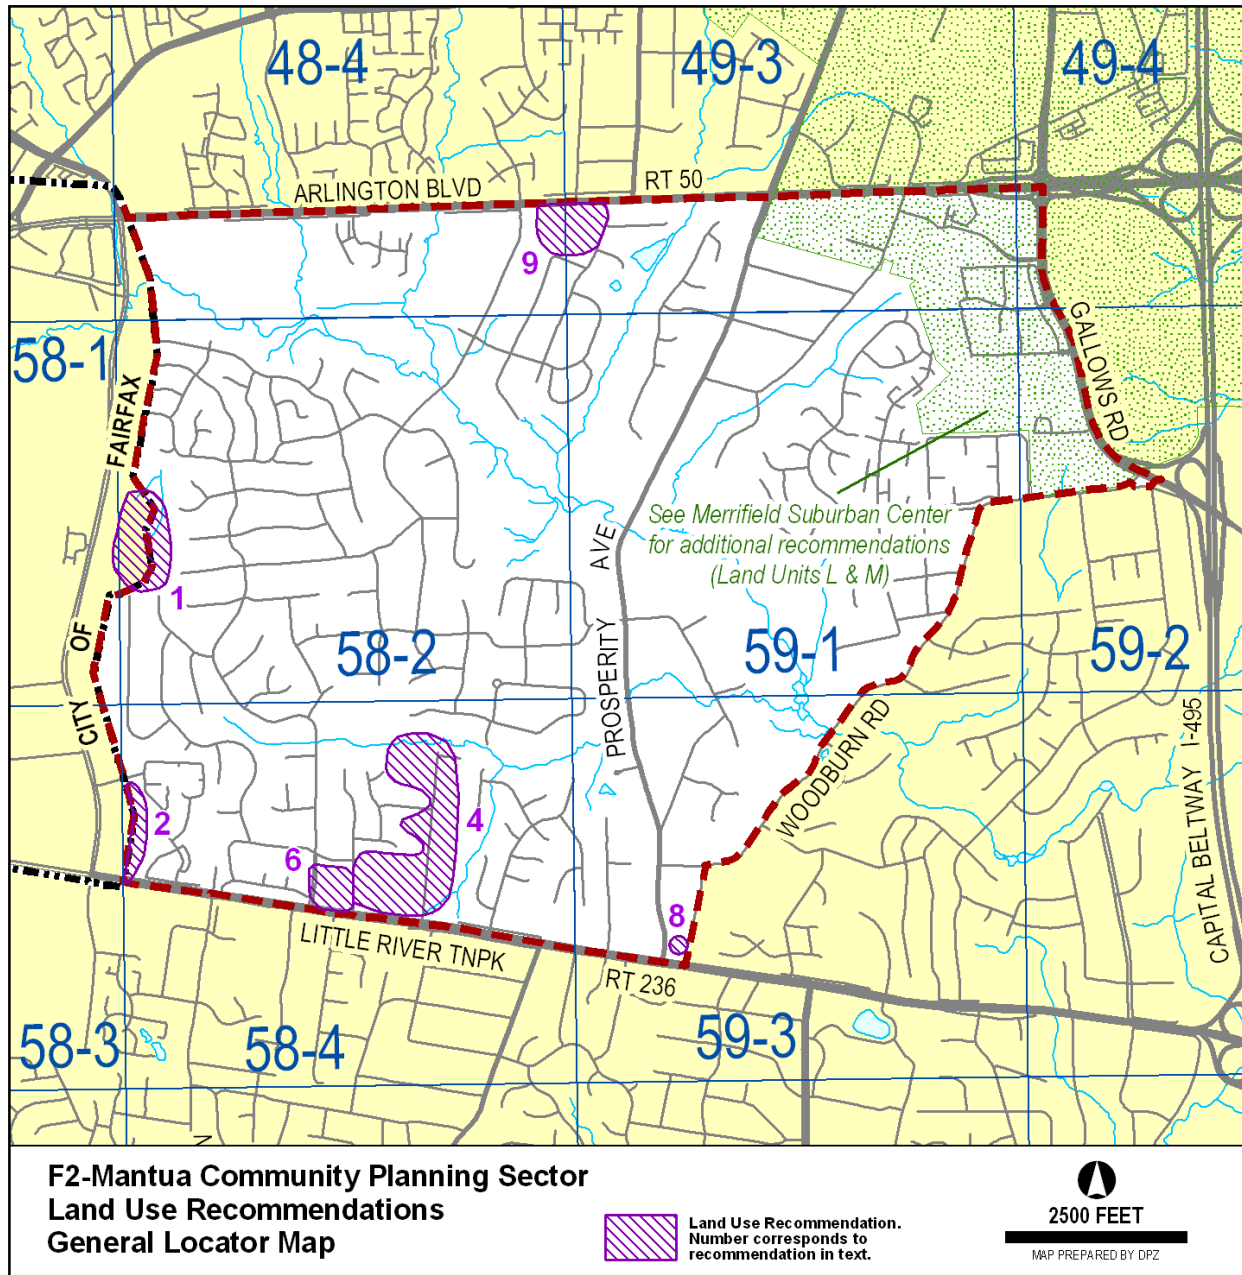 48-4
49-3
49-4
ARLINGTON BLVD
RT 50
9
58-1
GALLOWS RD
FAIRFAX
CITY OF
1
See Merrifield Suburban Center
for additional recommendations
(Land Units L & M)
PROSPERITY AVE
58-2
59-1
59-2
WOODBURN RD
CAPITAL BELTWAY I-495
2
4
6
8
LITTLE RIVER TNPK
RT 236
58-3
58-4
59-3
F2-Mantua Community Planning Sector
Land Use Recommendations
General Locator Map
Land Use Recommendation.
Number corresponds to
recommendation in text.
2500 FEET
MAP PREPARED BY DPZ